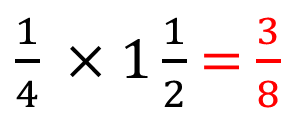 1/4 × 1 1/2 = 3/8